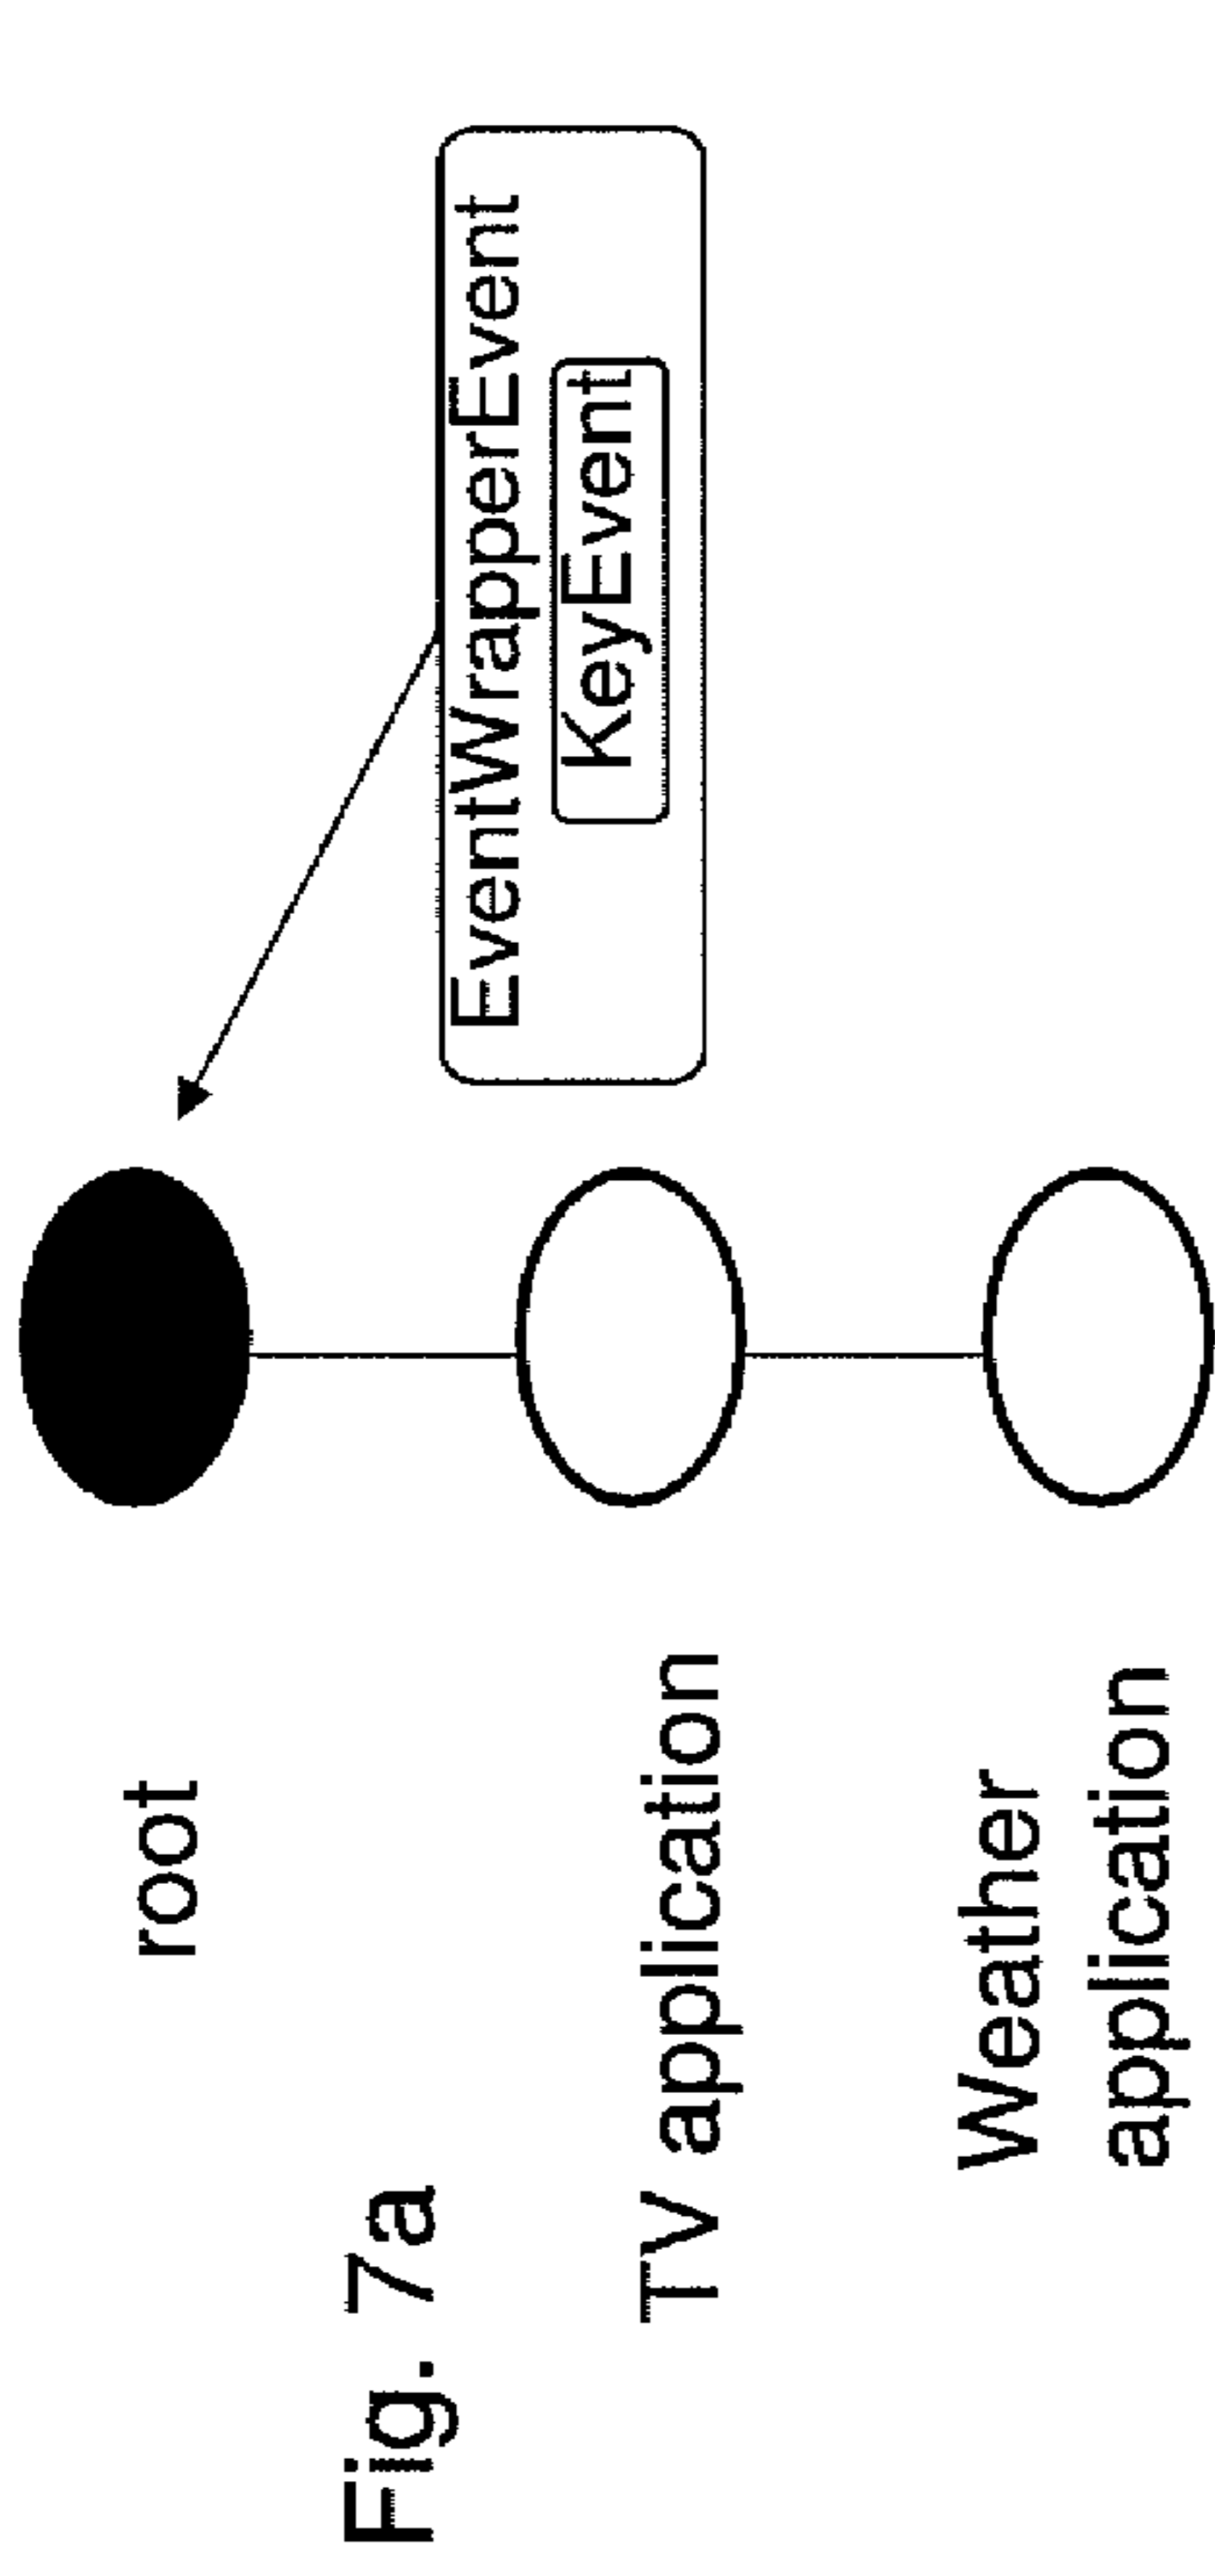 root
EventWrapperEvent
KeyEvent
Fig. 7a
TV application
Weather
application